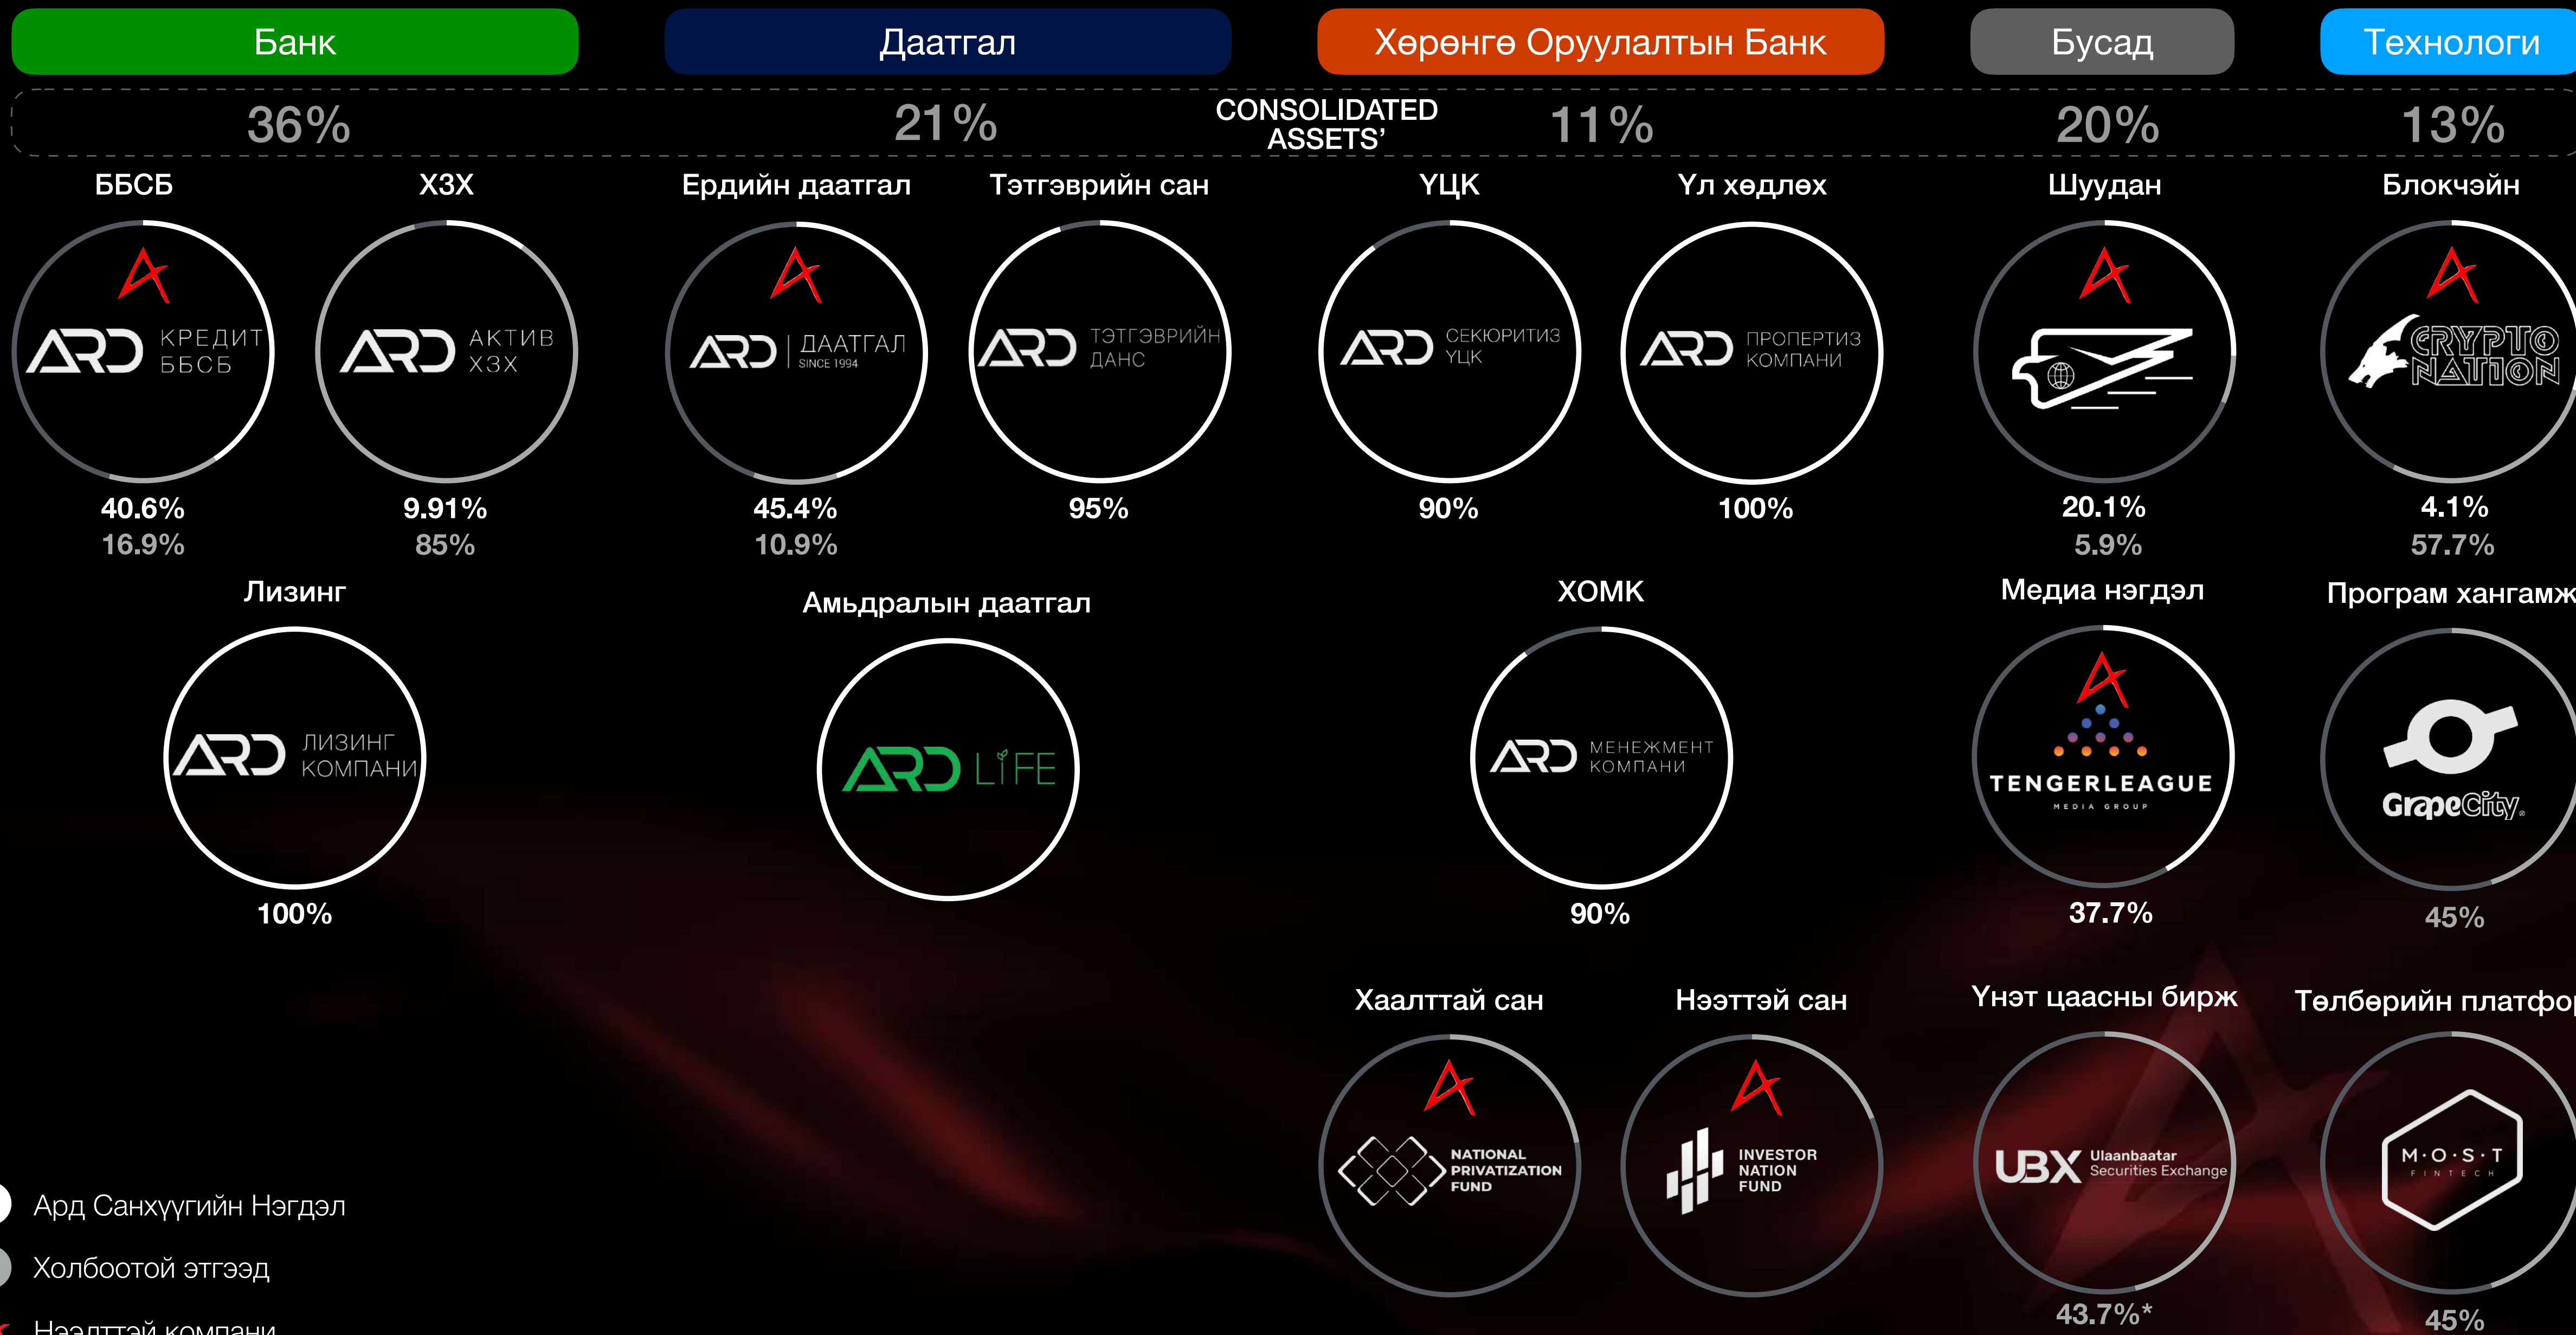 Банк
Даатгал
Хөрөнгө Оруулалтын Банк
Бусад
Технологи
36%
21%
CONSOLIDATED
ASSETS’
11%
20%
13%
ББСБ
ХЗХ
Ердийн даатгал
Тэтгэврийн сан
ҮЦК
Үл хөдлөх
Шуудан
Блокчэйн
ARD КРЕДИТ
ББСБ
ARD АКТИВ
ХЗХ
ARD ДААТГАЛ
SINCE 1994
ARD ТЭТГЭВРИЙН
ДАНС
ARD СЕКЮРИТИЗ
ҮЦК
ARD ПРОПЕРТИЗ
КОМПАНИ
CRYPTO
NATION
40.6%
16.9%
9.91%
85%
45.4%
10.9%
95%
90%
100%
20.1%
5.9%
4.1%
57.7%
Лизинг
Амьдралын даатгал
ХОМК
Медиа нэгдэл
Програм хангамж
ARD ЛИЗИНГ
КОМПАНИ
ARD LIFE
ARD МЕНЕЖМЕНТ
КОМПАНИ
TENGERLEAGUE
MEDIA GROUP
GrapeCity®
100%
90%
37.7%
45%
Хаалттай сан
Нээттэй сан
Үнэт цаасны бирж
Төлбөрийн платфор
NATIONAL
PRIVATIZATION
FUND
INVESTOR
NATION
FUND
UBX Ulaanbaatar
Securities Exchange
M·O·S·T
FINTECH
43.7%*
45%
Ард Санхүүгийн Нэгдэл
Холбоотой этгээд
Нээлттэй компани